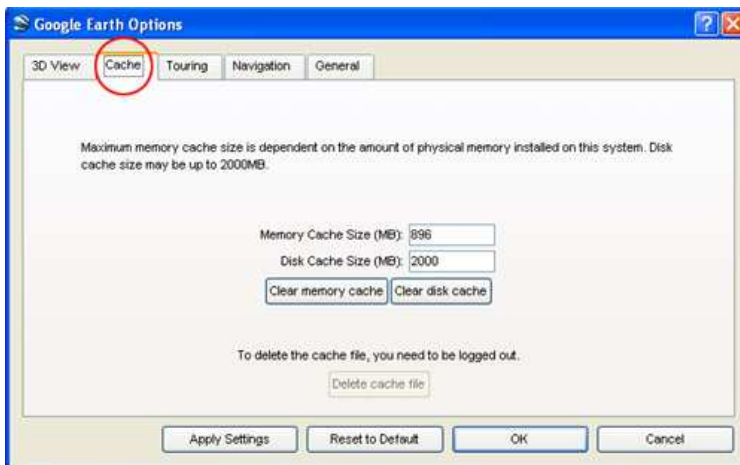 Google Earth Options
3D View Cache Touring Navigation General
Maximum memory cache size is dependent on the amount of physical memory installed on this system. Disk
cache size may be up to 2000MB.
Memory Cache Size (MB): 896
Disk Cache Size (MB): 2000
Clear memory cache Clear disk cache
To delete the cache file, you need to be logged out.
Delete cache file
Apply Settings Reset to Default OK Cancel